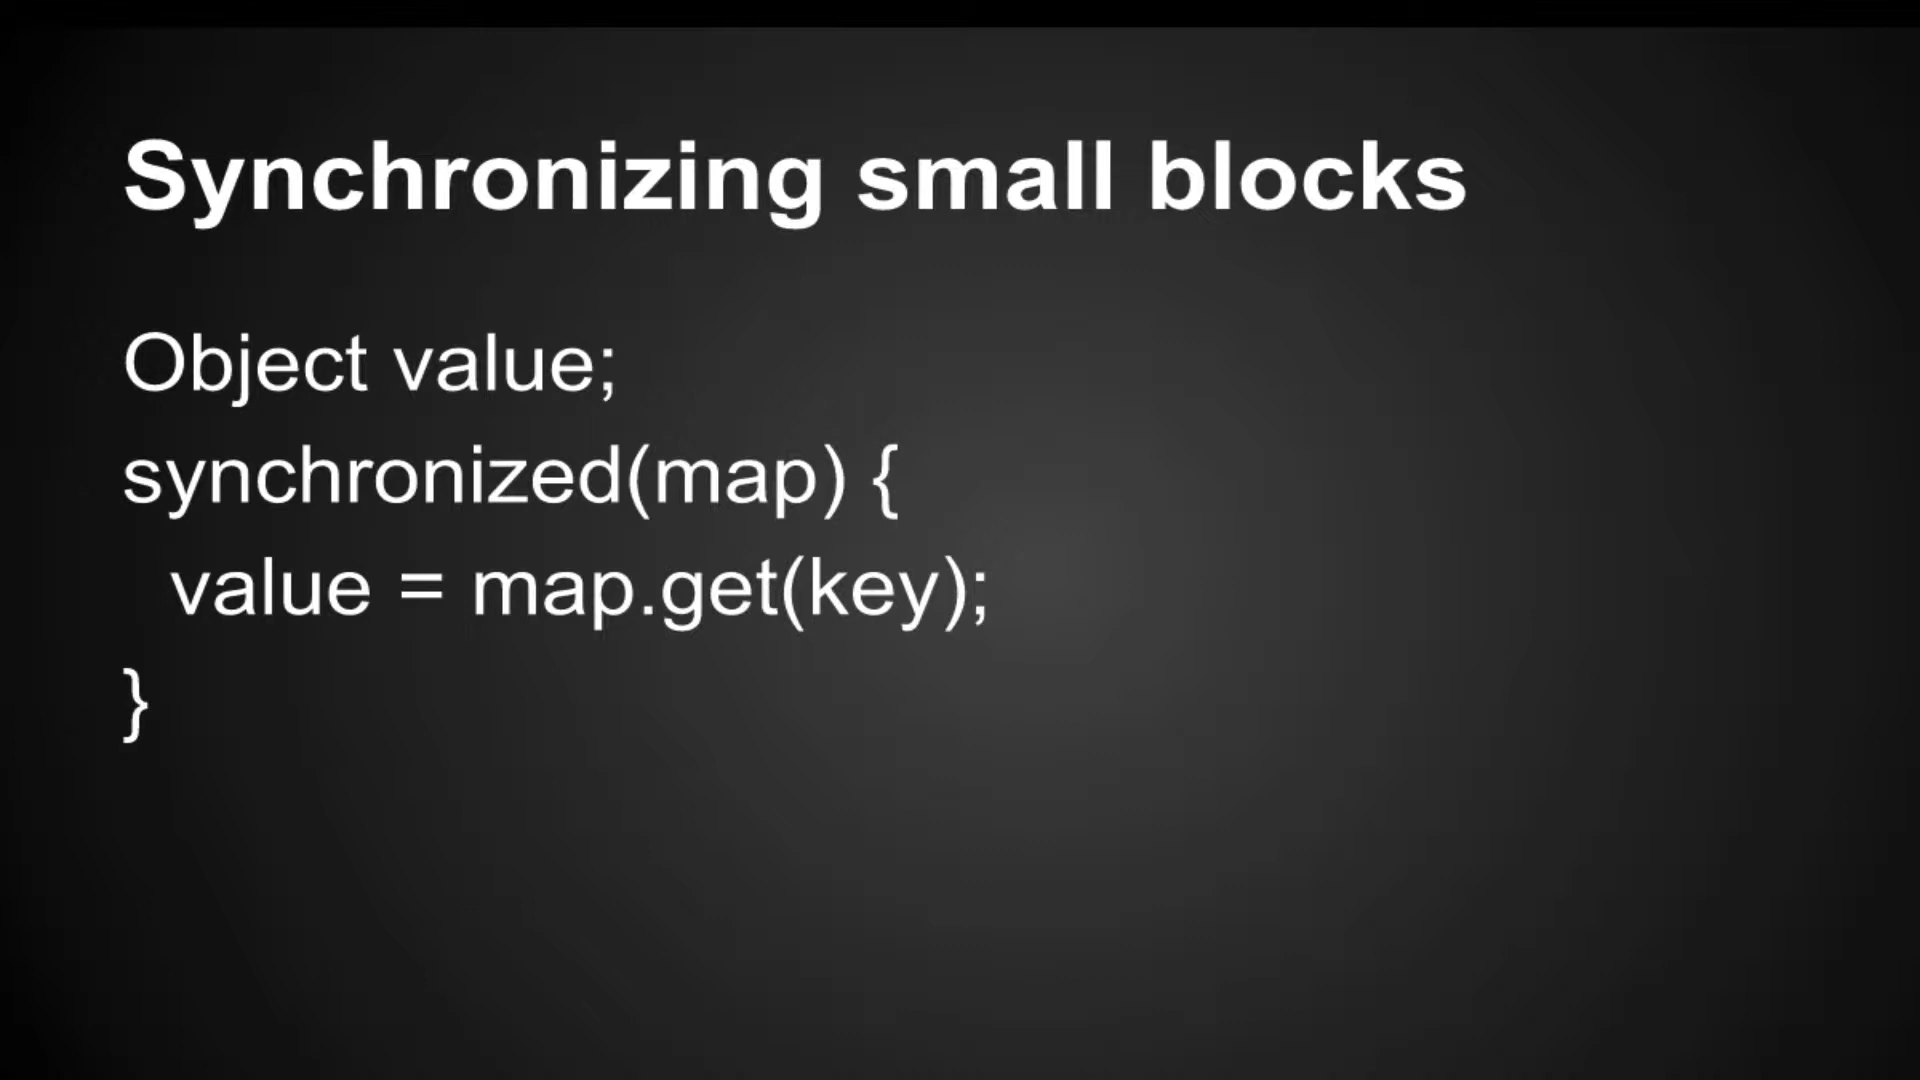 Synchronizing small blocks
Object value;
synchronized(map) {
  value = map.get(key);
}